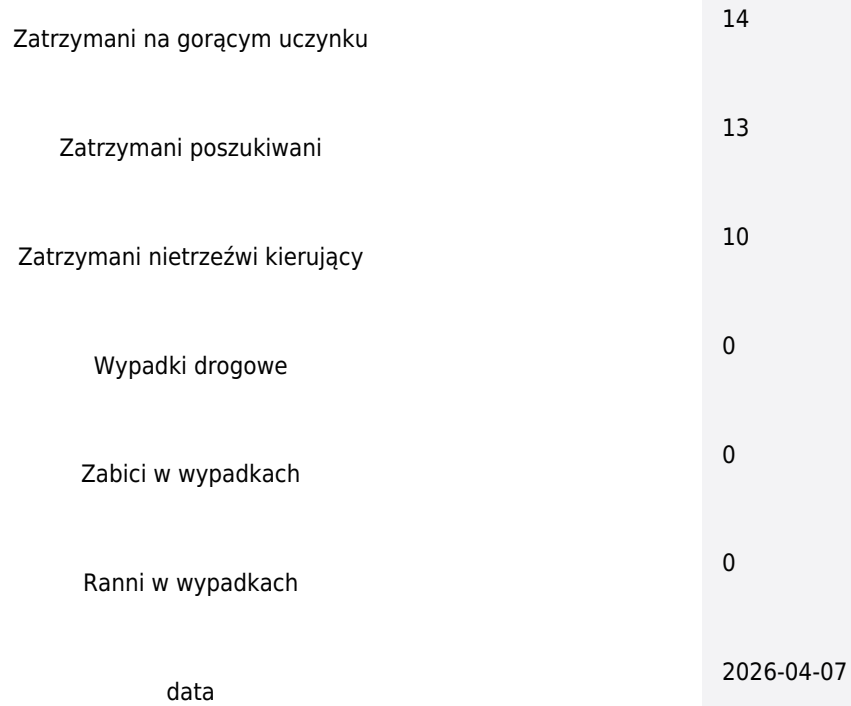 Zatrzymani na gorącym uczynku 14
Zatrzymani poszukiwani 13
Zatrzymani nietrzeźwi kierujący 10
Wypadki drogowe 0
Zabici w wypadkach 0
Ranni w wypadkach 0
data 2026-04-07